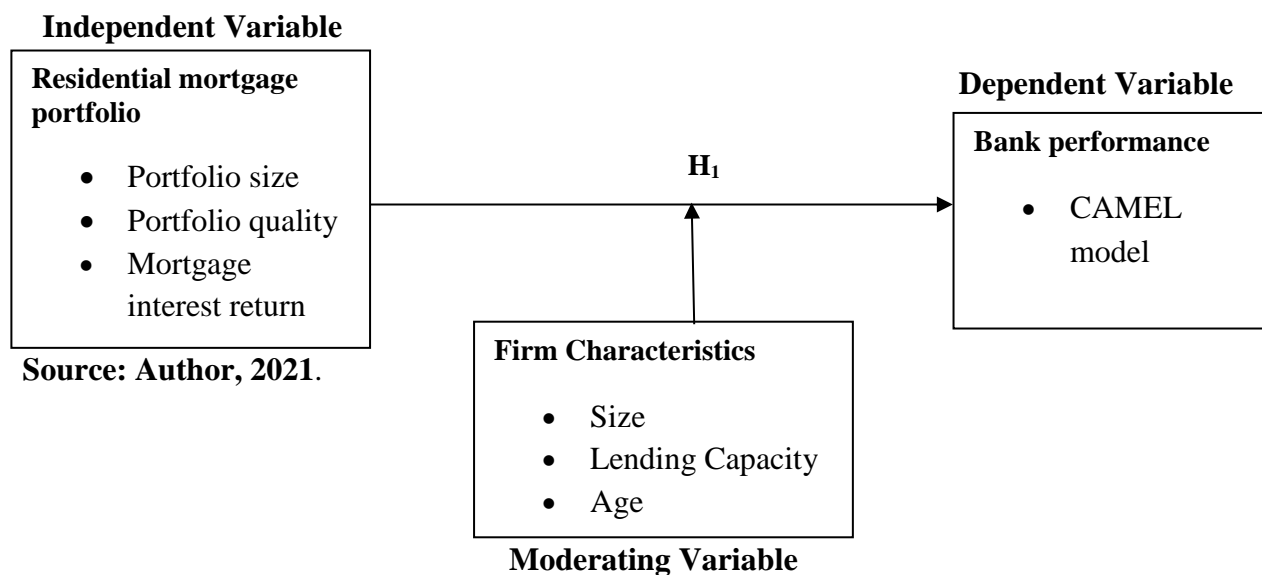 Independent Variable
Residential mortgage
portfolio
• Portfolio size
• Portfolio quality
• Mortgage
interest return
Source: Author, 2021.
H₁
Dependent Variable
Bank performance
• CAMEL
model
Firm Characteristics
• Size
• Lending Capacity
• Age
Moderating Variable